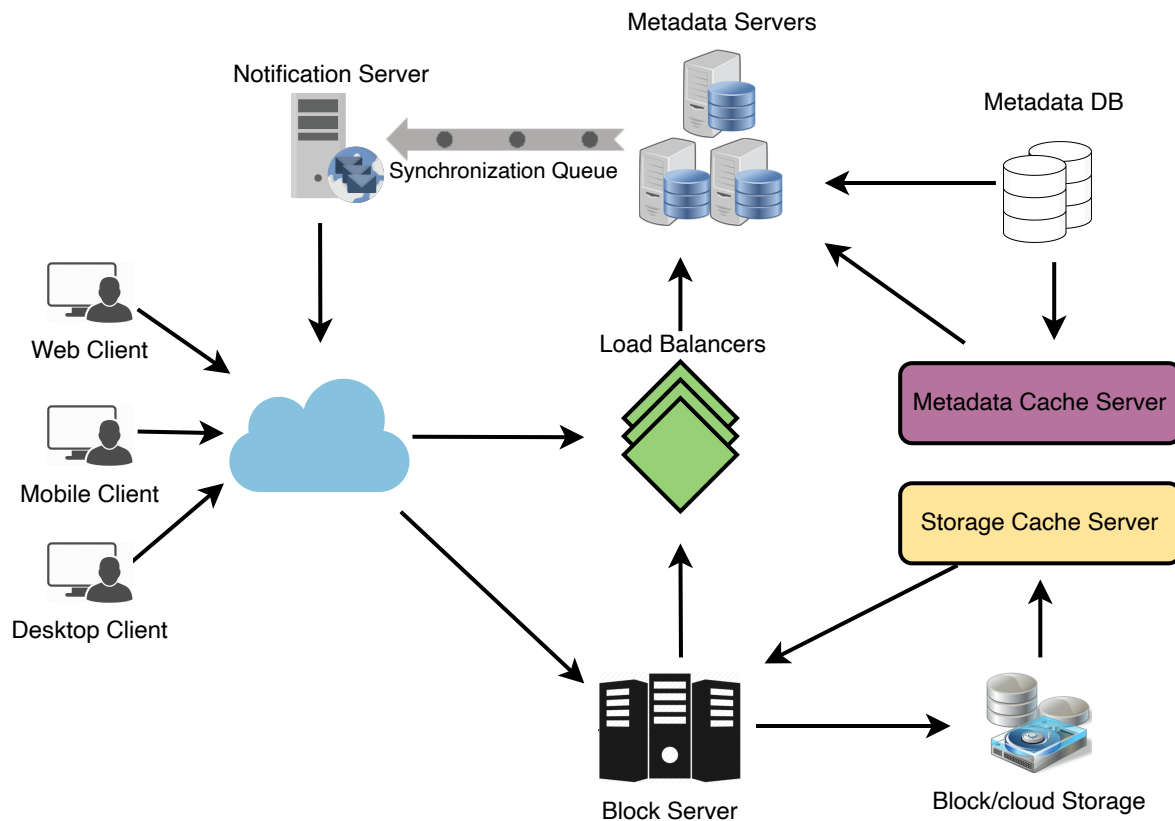 Metadata Servers
Notification Server
Metadata DB
Synchronization Queue
Web Client
Load Balancers
Metadata Cache Server
Mobile Client
Storage Cache Server
Desktop Client
Block Server
Block/cloud Storage